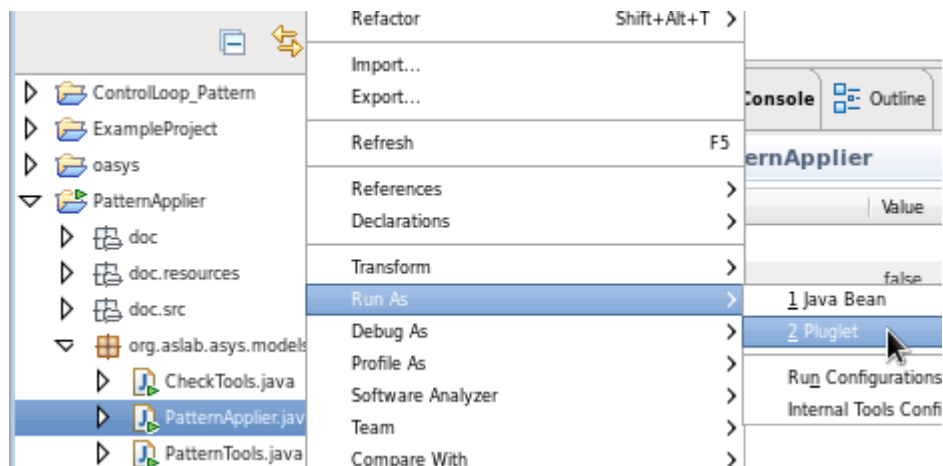 ControlLoop_Pattern
ExampleProject
oasys
PatternApplier
doc
doc.resources
doc.src
org.aslab.asys.models
CheckTools.java
PatternApplier.jav
PatternTools.java
Refactor Shift+Alt+T
Import...
Export...
Refresh F5
References
Declarations
Transform
Run As
Debug As
Profile As
Software Analyzer
Team
Compare With
Console Outline
ernApplier
Value
false
1 Java Bean
2 Pluglet
Run Configurations
Internal Tools Confi